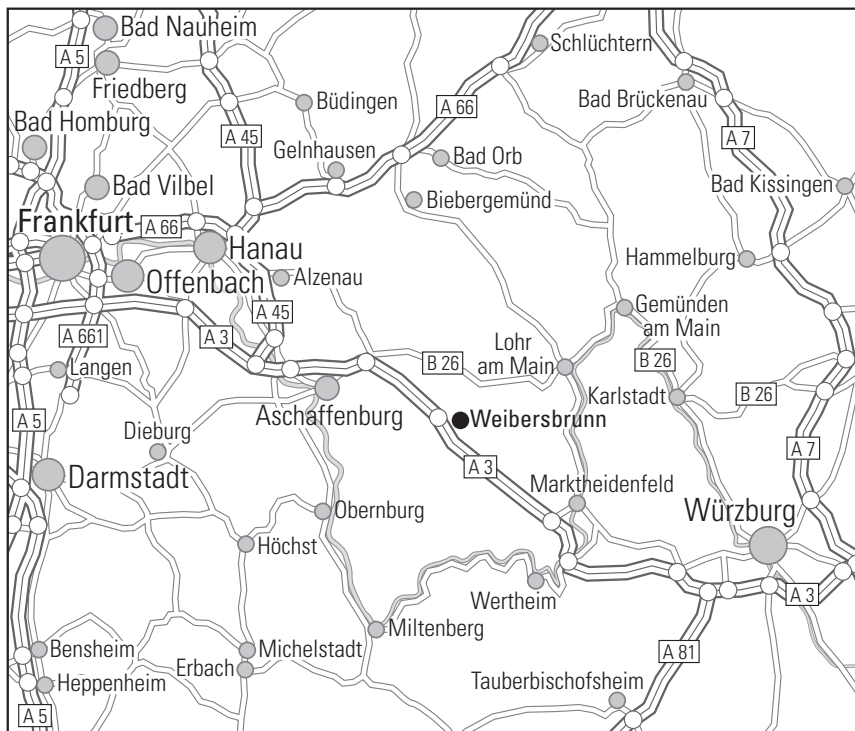 Bad Nauheim
Schlüchtern
A 5
Friedberg
Büdingen
Bad Brückenau
A 66
Bad Homburg
A 45
A 7
Gelnhausen
Bad Orb
Bad Vilbel
Bad Kissingen
Biebergemünd
Frankfurt
A 66
Hanau
Hammelburg
Offenbach
Alzenau
A 45
Gemünden
am Main
A 661
A 3
Lohr
am Main
B 26
B 26
Langen
Karlstadt
B 26
Aschaffenburg
A 5
Weibersbrunn
Dieburg
A 7
A 3
Darmstadt
Marktheidenfeld
Würzburg
Obernburg
Höchst
Wertheim
A 3
Miltenberg
Bensheim
Michelstadt
A 81
Erbach
Heppenheim
Tauberbischofsheim
A 5